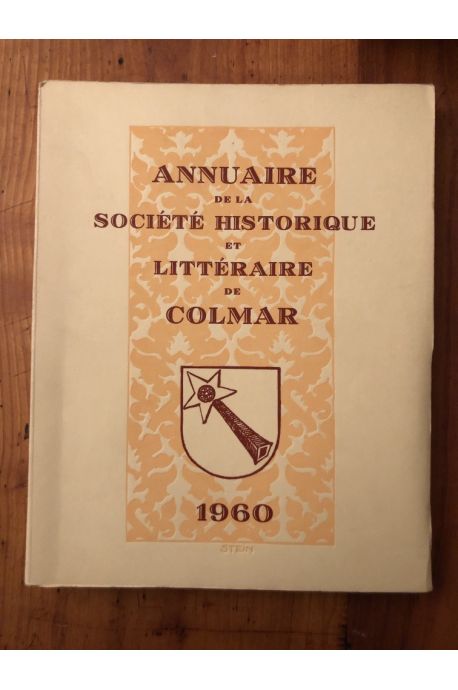 ANNUAIRE
DE LA
SOCIÉTÉ HISTORIQUE
ET
LITTÉRAIRE
DE
COLMAR
1960
STEIN